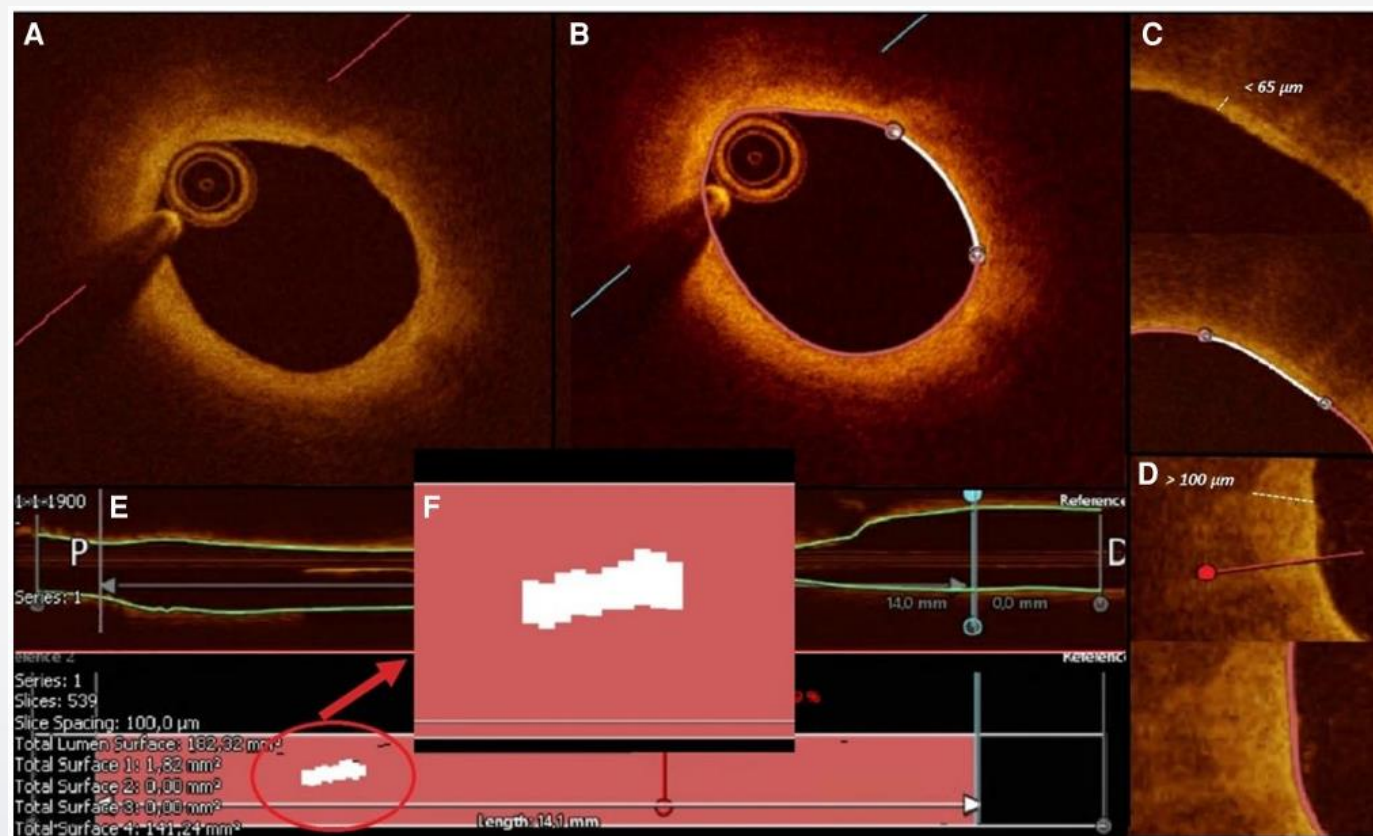 A
B
C
< 65 µm
D
> 100 µm
1-1-1900
E
F
Reference
P
D
Series: 1
14,0 mm
0,0 mm
Reference
Series: 1
Slices: 539
9 %
Slice Spacing: 100,0 µm
Total Lumen Surface: 182,32 mm²
Total Surface 1: 1,82 mm²
Total Surface 2: 0,00 mm²
Total Surface 3: 0,00 mm²
Total Surface 4: 141,24 mm²
Length: 14,1 mm